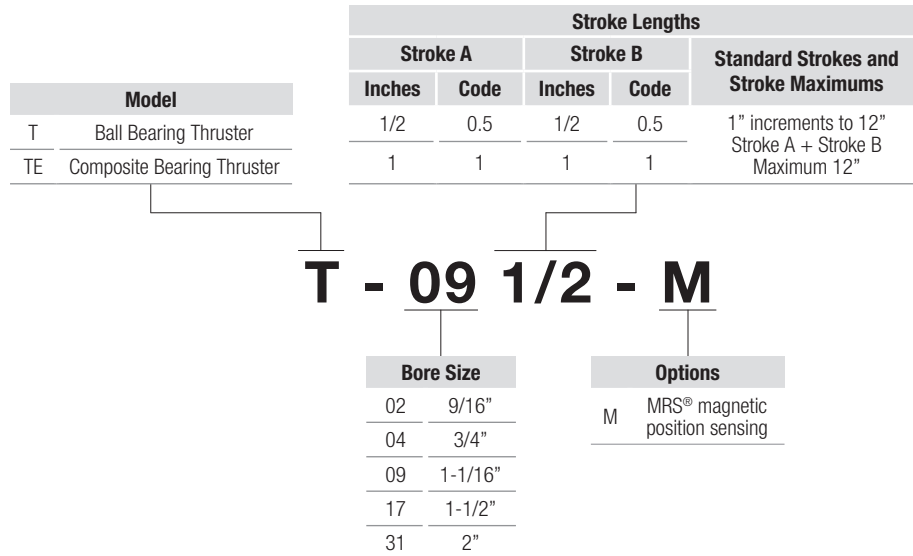 Stroke Lengths
Stroke A Stroke B Standard Strokes and
Stroke Maximums
Inches Code Inches Code
1/2 0.5 1/2 0.5 1” increments to 12”
Stroke A + Stroke B
1 1 1 1 Maximum 12”
Model
T Ball Bearing Thruster
TE Composite Bearing Thruster
T - 09 1/2 - M
Bore Size
02 9/16”
04 3/4”
09 1-1/16”
17 1-1/2”
31 2”
Options
M MRS® magnetic
position sensing